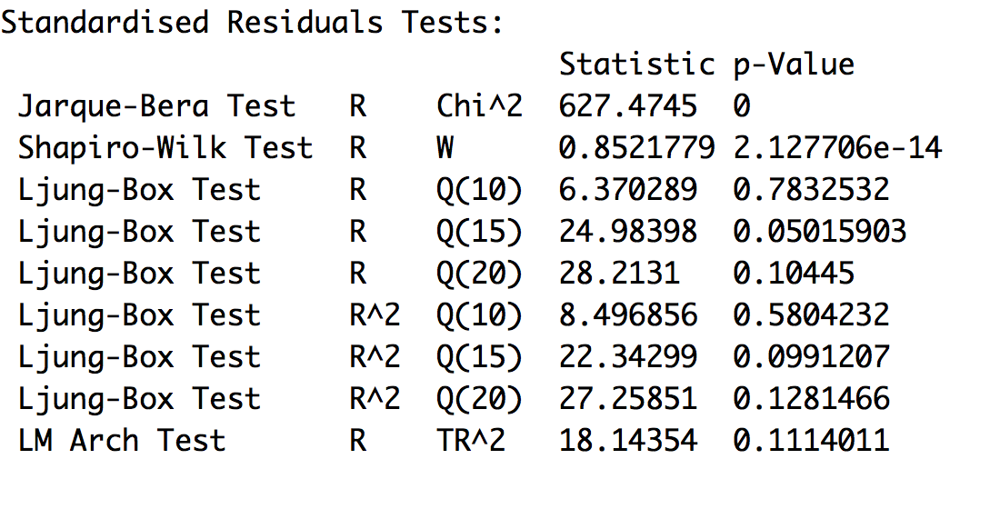 Standardised Residuals Tests:
Statistic p-Value
Jarque-Bera Test R Chi^2 627.4745 0
Shapiro-Wilk Test R W 0.8521779 2.127706e-14
Ljung-Box Test R Q(10) 6.370289 0.7832532
Ljung-Box Test R Q(15) 24.98398 0.05015903
Ljung-Box Test R Q(20) 28.2131 0.10445
Ljung-Box Test R^2 Q(10) 8.496856 0.5804232
Ljung-Box Test R^2 Q(15) 22.34299 0.0991207
Ljung-Box Test R^2 Q(20) 27.25851 0.1281466
LM Arch Test R TR^2 18.14354 0.1114011